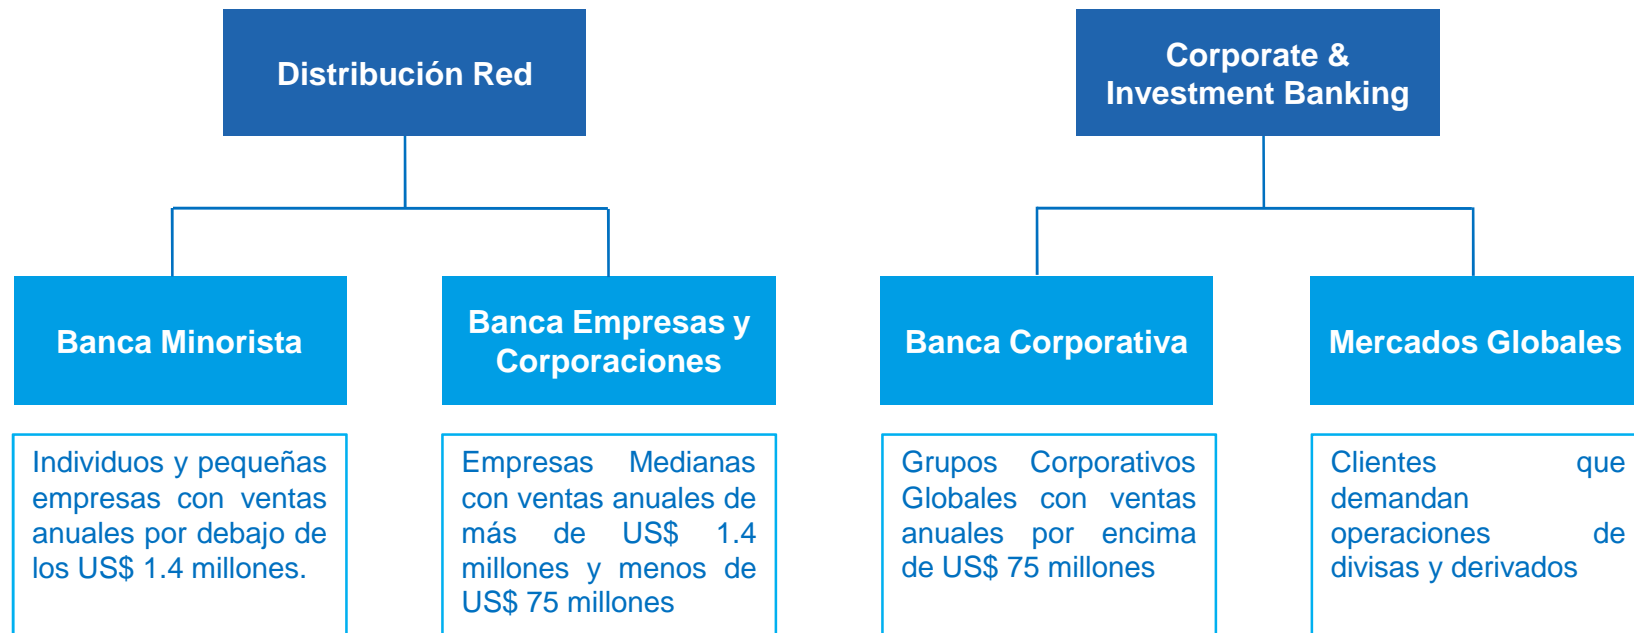 Distribución Red
Corporate &
Investment Banking
Banca Minorista
Banca Empresas y
Corporaciones
Banca Corporativa
Mercados Globales
Individuos y pequeñas
empresas con ventas
anuales por debajo de
los US$ 1.4 millones.
Empresas Medianas
con ventas anuales de
más de US$ 1.4
millones y menos de
US$ 75 millones
Grupos Corporativos
Globales con ventas
anuales por encima
de US$ 75 millones
Clientes que
demandan
operaciones de
divisas y derivados